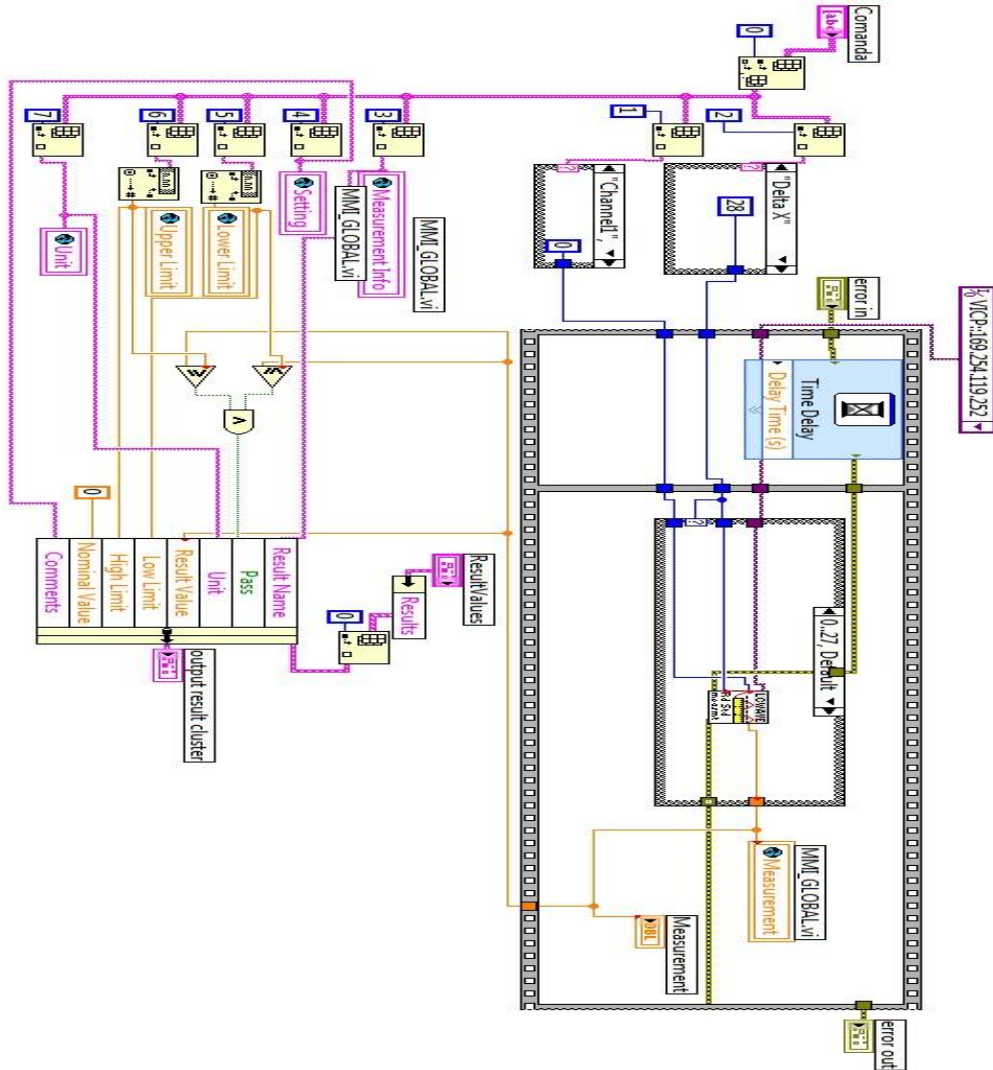 VICP::169.254.119.252
error out
error in
Comanda
[abc]
0..27, Default
Time Delay
MMI_GLOBAL.vi
"Delta X"
Delay Time (s)
Measurement
0
28
2
Rd Std
Measurement
DBL
1
"Channel1",
0
ResultValues
MMI_GLOBAL.vi
Results
3
Measurement Info
MMI_GLOBAL.vi
0
4
Setting
Result Name
5
Lower Limit
Pass
Unit
output result cluster
6
Upper Limit
Result Value
Low Limit
High Limit
0
Nominal Value
7
Unit
Comments